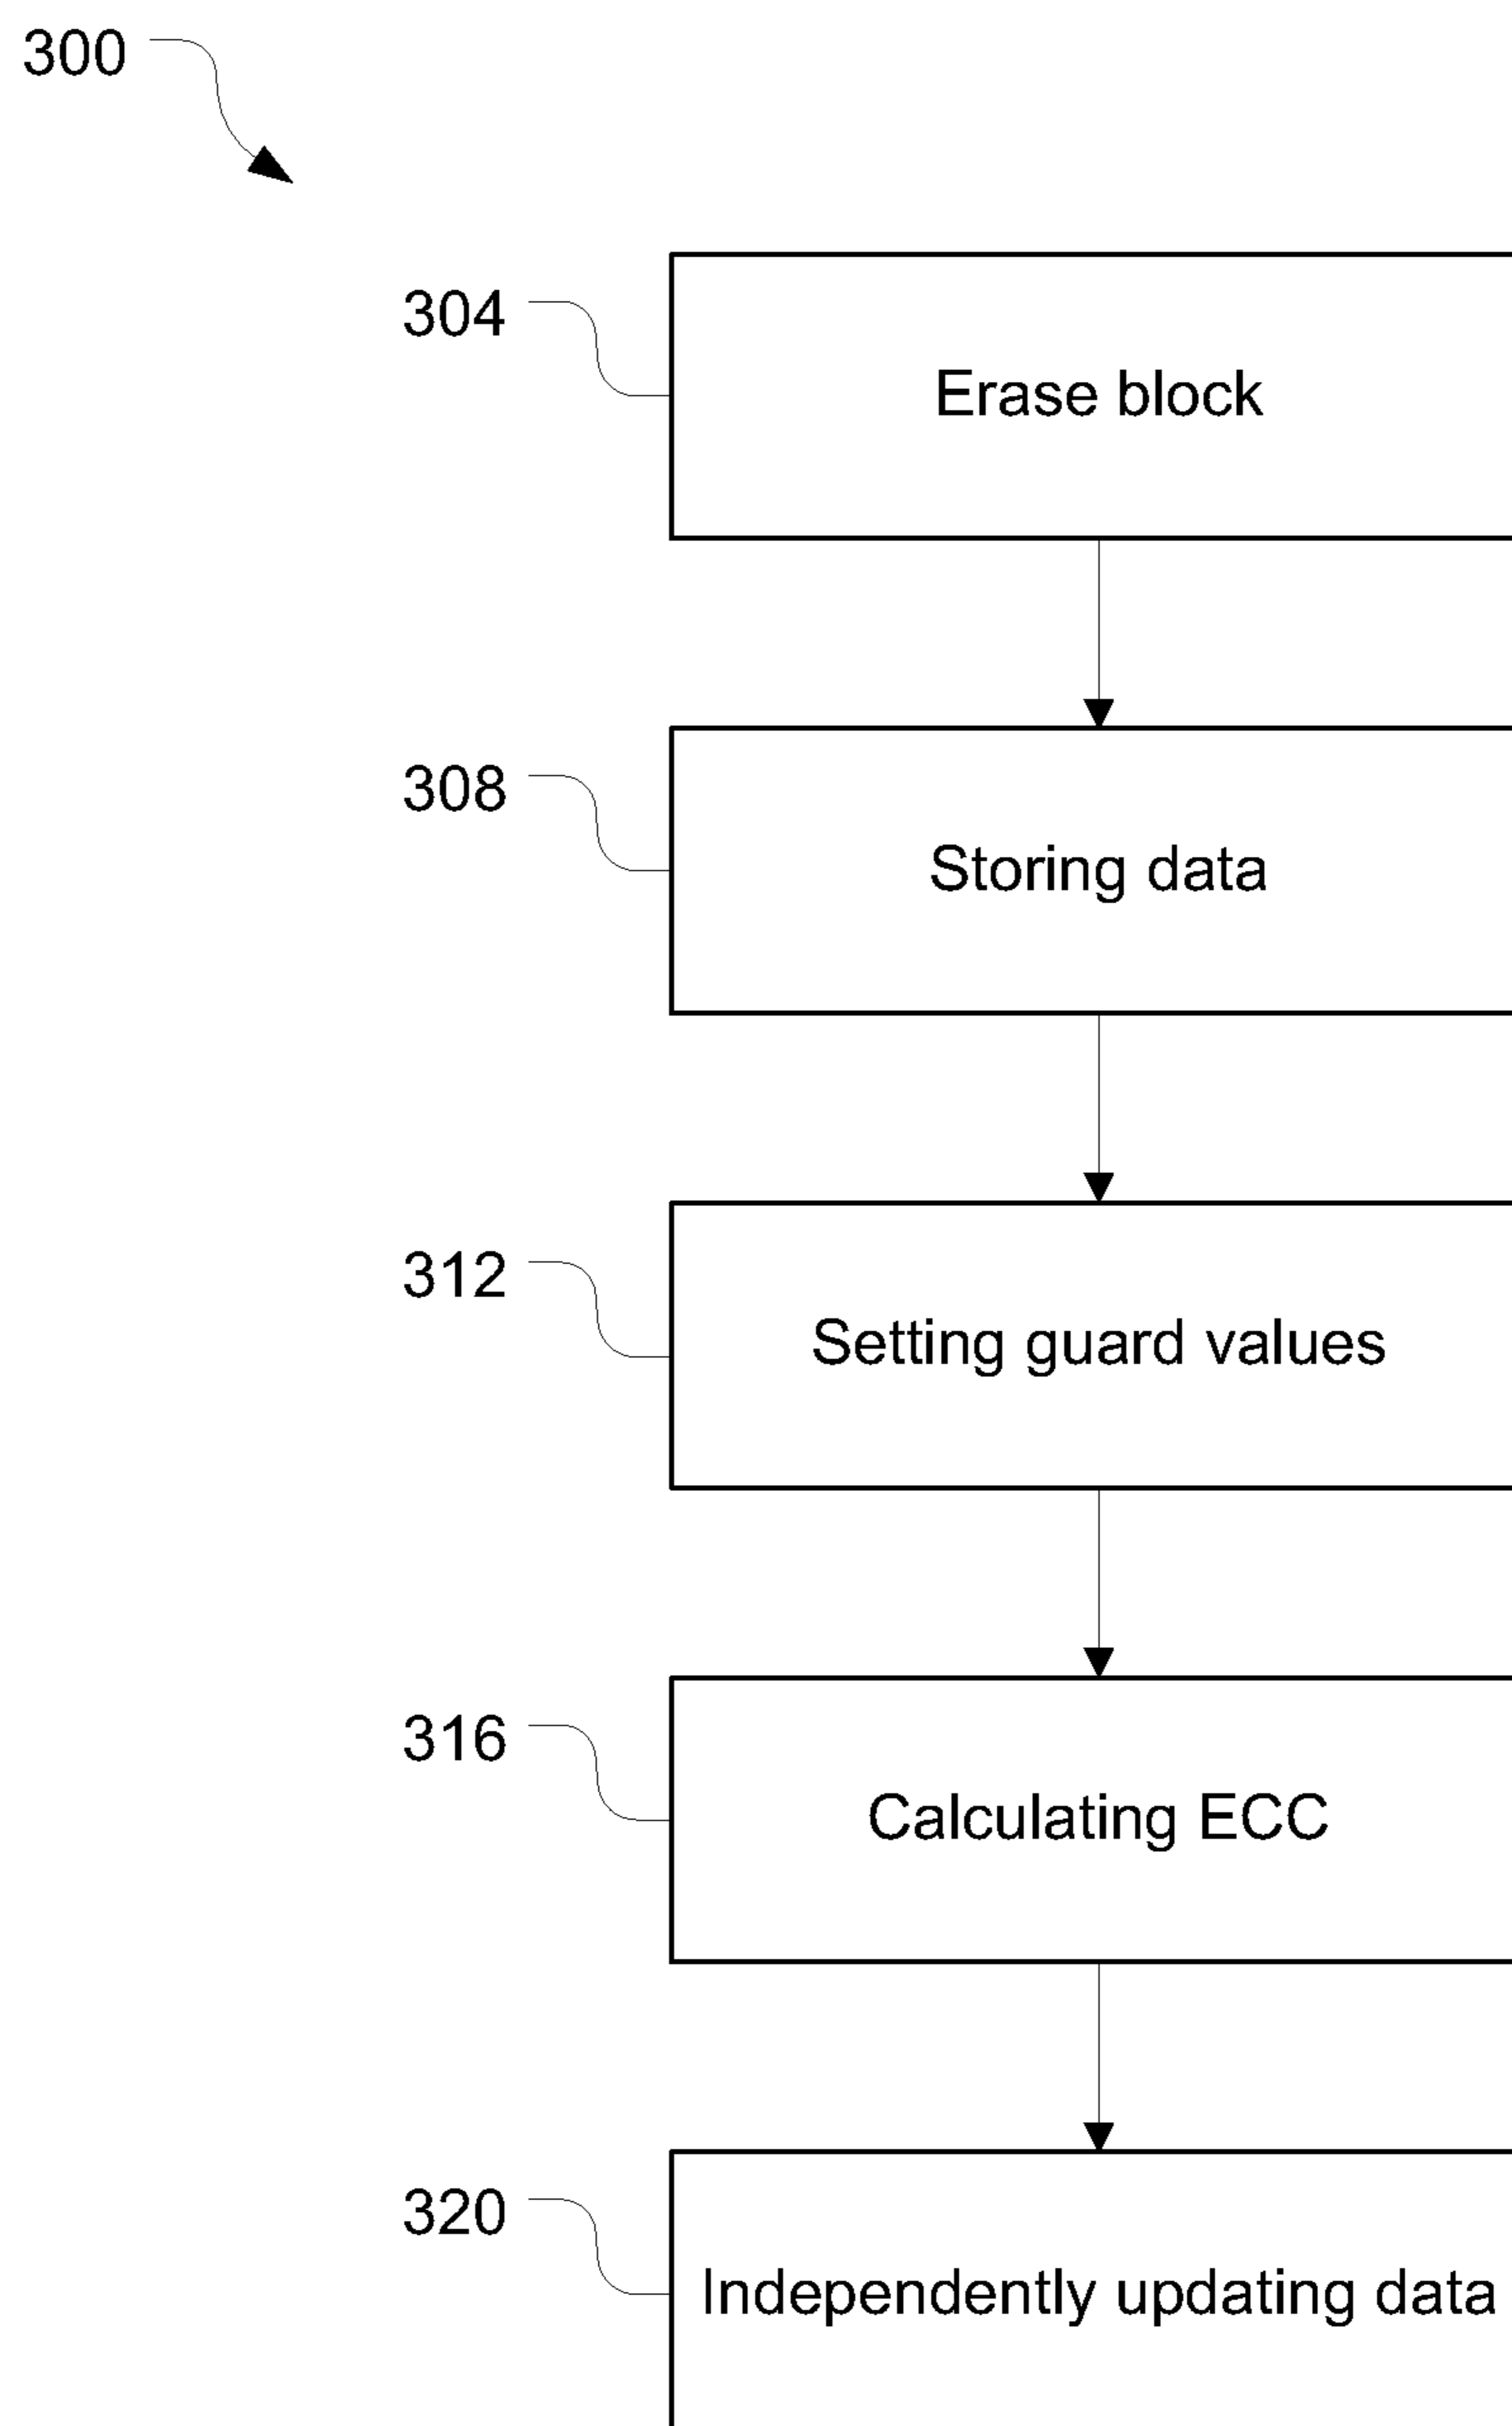 300
304
Erase block
308
Storing data
312
Setting guard values
316
Calculating ECC
320
Independently updating data